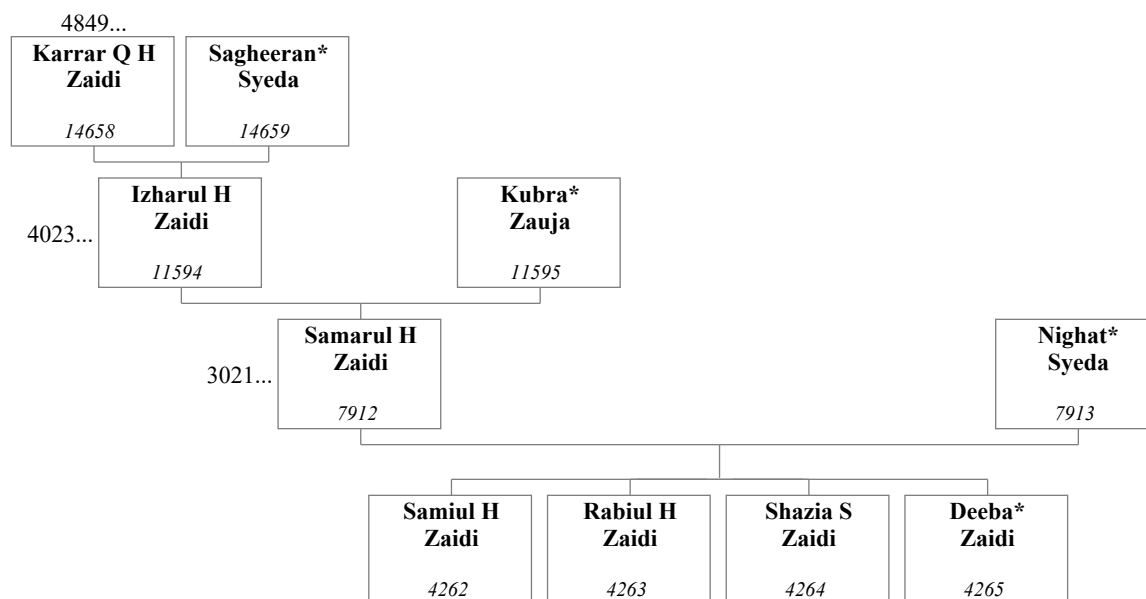 4849...
Karrar Q H
Zaidi
14658
Sagheeran*
Syeda
14659
4023...
Izharul H
Zaidi
11594
Kubra*
Zauja
11595
3021...
Samarul H
Zaidi
7912
Nighat*
Syeda
7913
Samiul H
Zaidi
4262
Rabiul H
Zaidi
4263
Shazia S
Zaidi
4264
Deeba*
Zaidi
4265